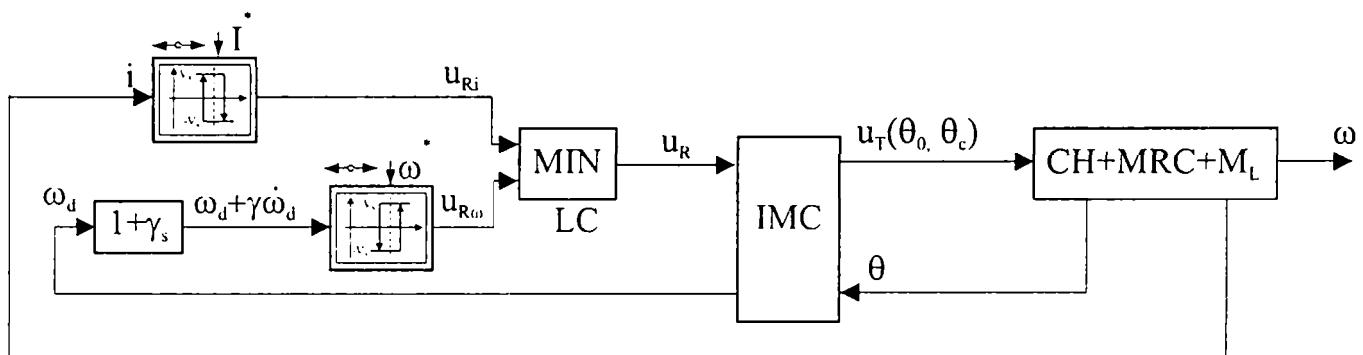 I*
i
u_Ri
ω*
ω_d
1+γ_s
ω_d+γω̇_d
u_Rω
MIN
LC
u_R
IMC
u_T(θ_0, θ_c)
CH+MRC+M_L
ω
θ